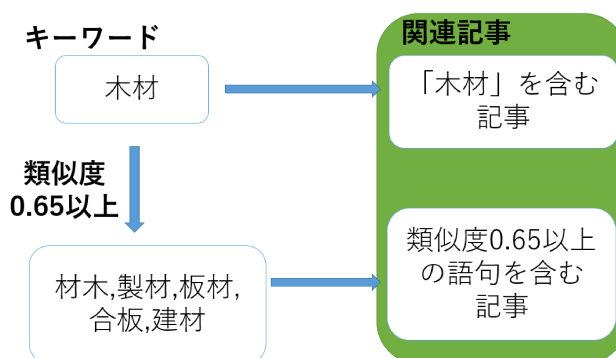 キーワード
関連記事
木材
「木材」を含む
記事
類似度
0.65以上
材木,製材,板材,
合板,建材
類似度0.65以上
の語句を含む
記事